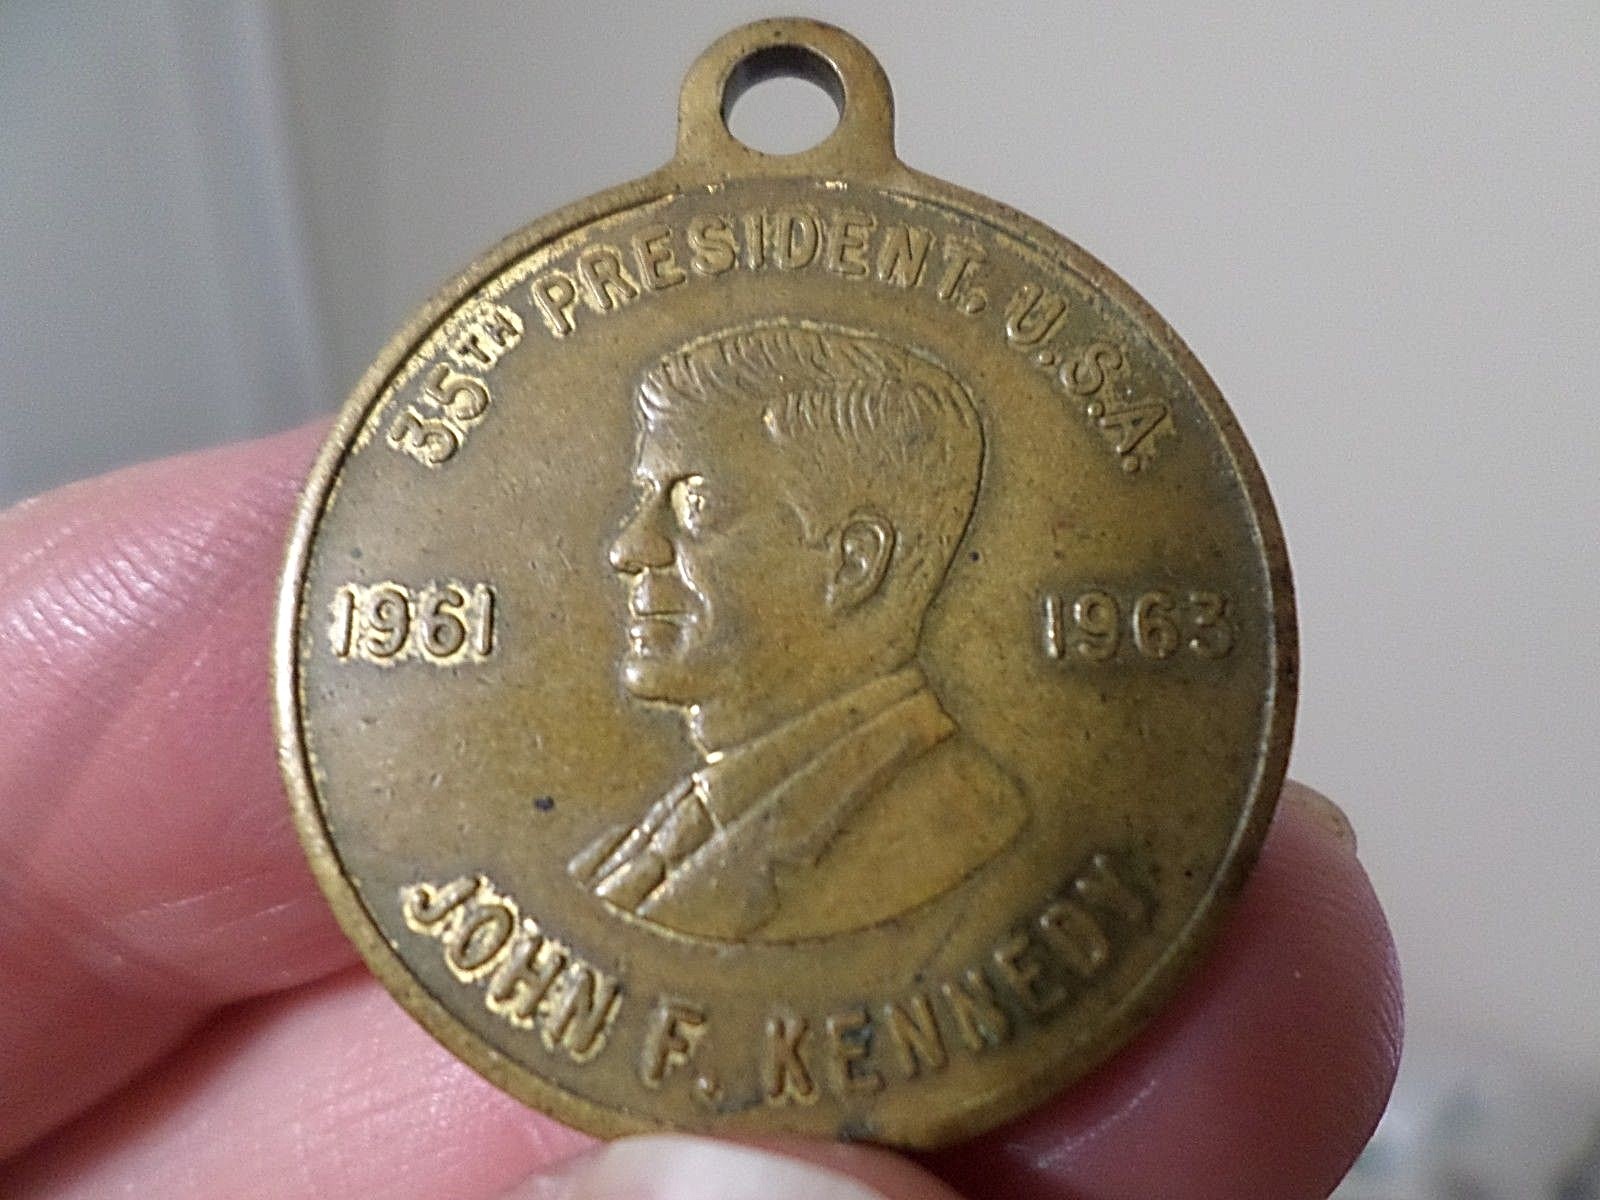 35TH PRESIDENT. U.S.A.
1961 1963
JOHN F. KENNEDY.